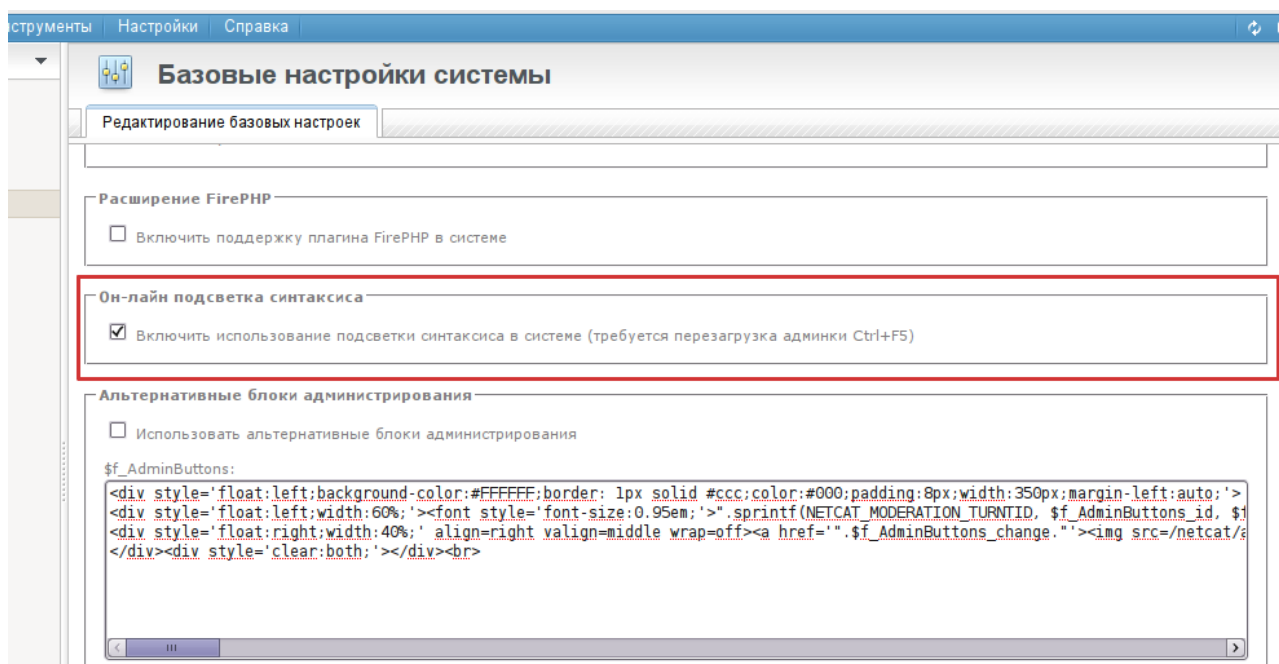 Настройки Справка
Базовые настройки системы
Редактирование базовых настроек
Расширение FirePHP
Включить поддержку плагина FirePHP в системе
Он-лайн подсветка синтаксиса
Включить использование подсветки синтаксиса в системе (требуется перезагрузка админки Ctrl+F5)
Альтернативные блоки администрирования
Использовать альтернативные блоки администрирования
$f_AdminButtons:
<div style='float:left;background-color:#FFFFFF;border: 1px solid #ccc;color:#000;padding:8px;width:350px;margin-left:auto;'>
<div style='float:left;width:60%;'><font style='font-size:0.95em;'>".sprintf(NETCAT_MODERATION_TURNTID, $f_AdminButtons_id,
<div style='float:right;width:40%;' align=right valign=middle wrap=off><a href='".$f_AdminButtons_change."'><img src=/netcat/
</div><div style='clear:both;'></div><br>